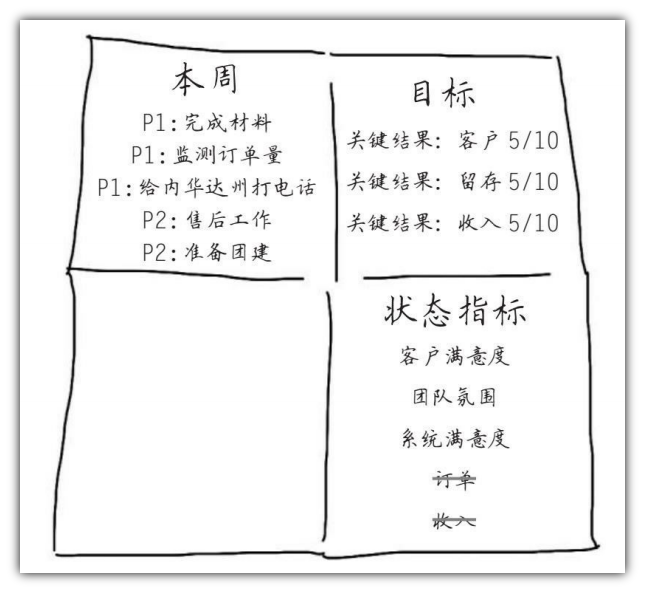 本周
P1:完成材料
P1:监测订单量
P1:给内华达州打电话
P2:售后工作
P2:准备团建
目标
关键结果：客户 5/10
关键结果：留存 5/10
关键结果：收入 5/10
状态指标
客户满意度
团队氛围
系统满意度
订单
收入